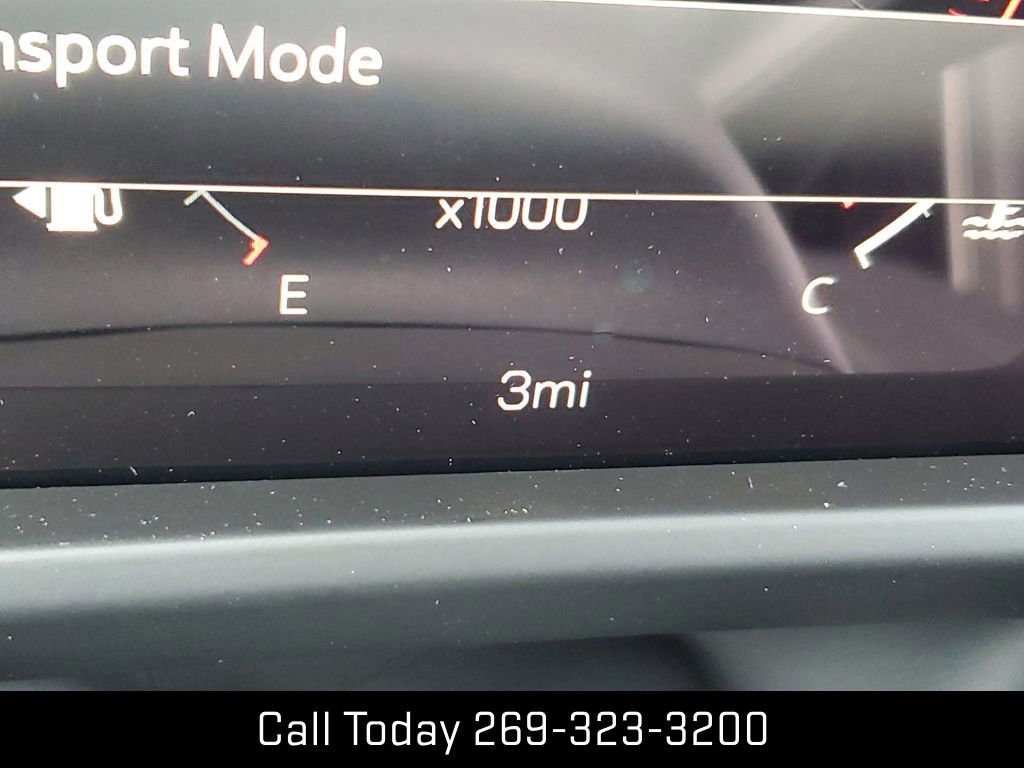 nsport Mode
x1000
E
C
3mi
Call Today 269-323-3200